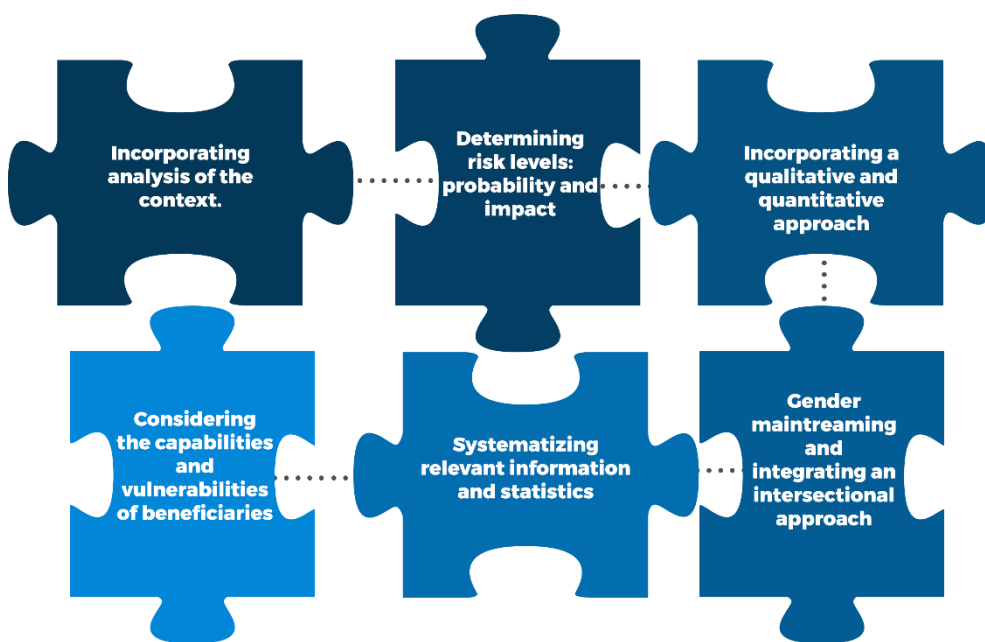 Incorporating
analysis of the
context.
Determining
risk levels:
probability and
impact
Incorporating a
qualitative and
quantitative
approach
Considering
the capabilities
and
vulnerabilities
of beneficiaries
Systematizing
relevant information
and statistics
Gender
maintreaming
and
integrating an
intersectional
approach